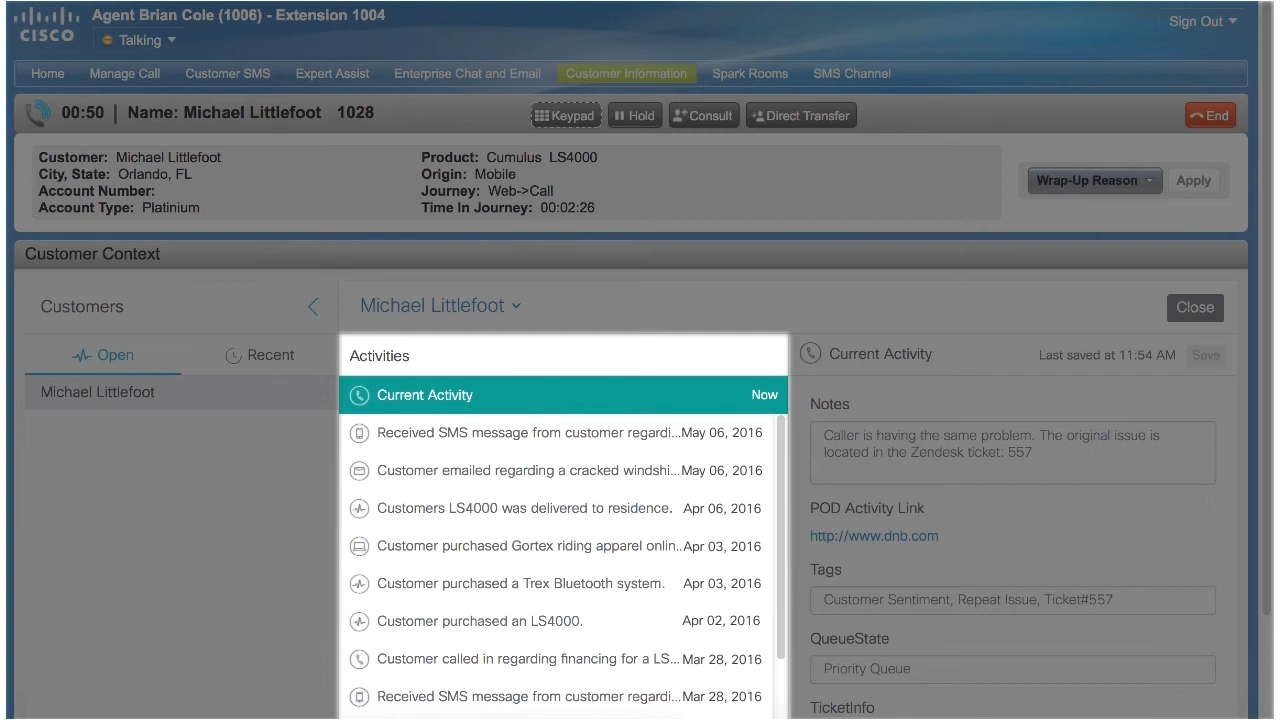 Agent Brian Cole (1006) - Extension 1004
Sign Out
CISCO
Talking
Home Manage Call Customer SMS Expert Assist Enterprise Chat and Email Customer Information Spark Rooms SMS Channel
00:50 | Name: Michael Littlefoot 1028 Keypad Hold Consult Direct Transfer End
Customer: Michael Littlefoot
City, State: Orlando, FL
Account Number:
Account Type: Platinium
Product: Cumulus LS4000
Origin: Mobile
Journey: Web->Call
Time In Journey: 00:02:26
Wrap-Up Reason Apply
Customer Context
Customers
Michael Littlefoot
Close
Open Recent
Michael Littlefoot
Activities
Current Activity Now
Received SMS message from customer regardi...May 06, 2016
Customer emailed regarding a cracked windshi...May 06, 2016
Customers LS4000 was delivered to residence. Apr 06, 2016
Customer purchased Gortex riding apparel onlin..Apr 03, 2016
Customer purchased a Trex Bluetooth system. Apr 03, 2016
Customer purchased an LS4000. Apr 02, 2016
Customer called in regarding financing for a LS...Mar 28, 2016
Received SMS message from customer regardi...Mar 28, 2016
Current Activity Last saved at 11:54 AM Save
Notes
Caller is having the same problem. The original issue is
located in the Zendesk ticket: 557
POD Activity Link
http://www.dnb.com
Tags
Customer Sentiment, Repeat Issue, Ticket#557
QueueState
Priority Queue
TicketInfo